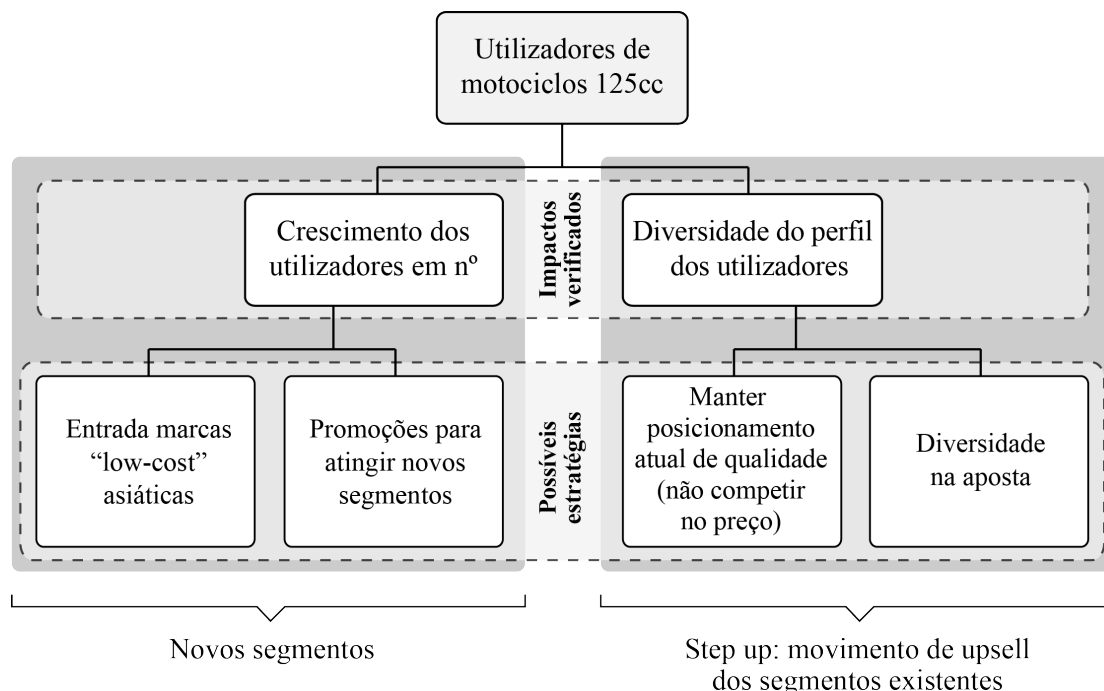 Utilizadores de
motociclos 125cc
Crescimento dos
utilizadores em nº
Impactos
verificados
Diversidade do perfil
dos utilizadores
Entrada marcas
“low-cost”
asiáticas
Promoções para
atingir novos
segmentos
Possíveis
estratégias
Manter
posicionamento
atual de qualidade
(não competir
no preço)
Diversidade
na aposta
Novos segmentos
Step up: movimento de upsell
dos segmentos existentes